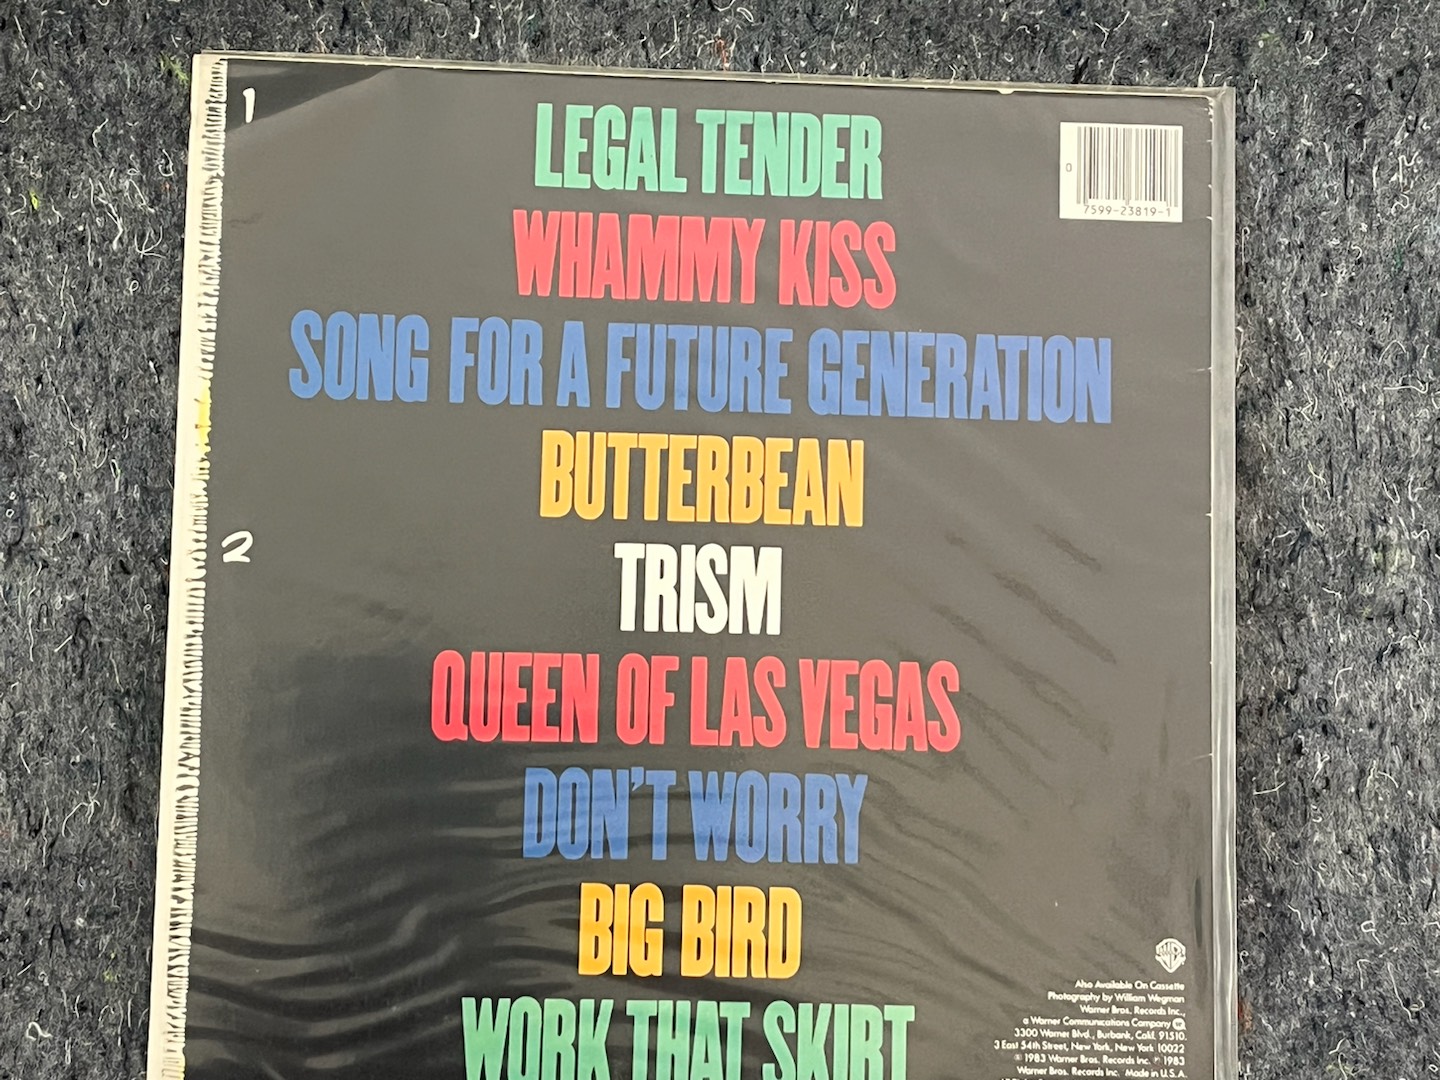 1
LEGAL TENDER
0
7599-23819-1
WHAMMY KISS
SONG FOR A FUTURE GENERATION
BUTTERBEAN
2
TRISM
QUEEN OF LAS VEGAS
DON'T WORRY
BIG BIRD
WORK THAT SKIRT
WB
Also Available On Cassette
Photography by William Wegman
Warner Bros. Records Inc.,
a Warner Communications Company
3300 Warner Blvd., Burbank, Calif. 91510.
3 East 54th Street, New York, New York 10022
© 1983 Warner Bros. Records Inc. ℗ 1983
Warner Bros. Records Inc. Made in U.S.A.